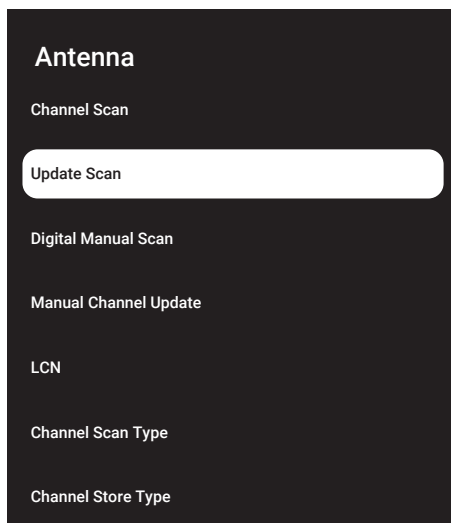 Antenna
Channel Scan
Update Scan
Digital Manual Scan
Manual Channel Update
LCN
Channel Scan Type
Channel Store Type